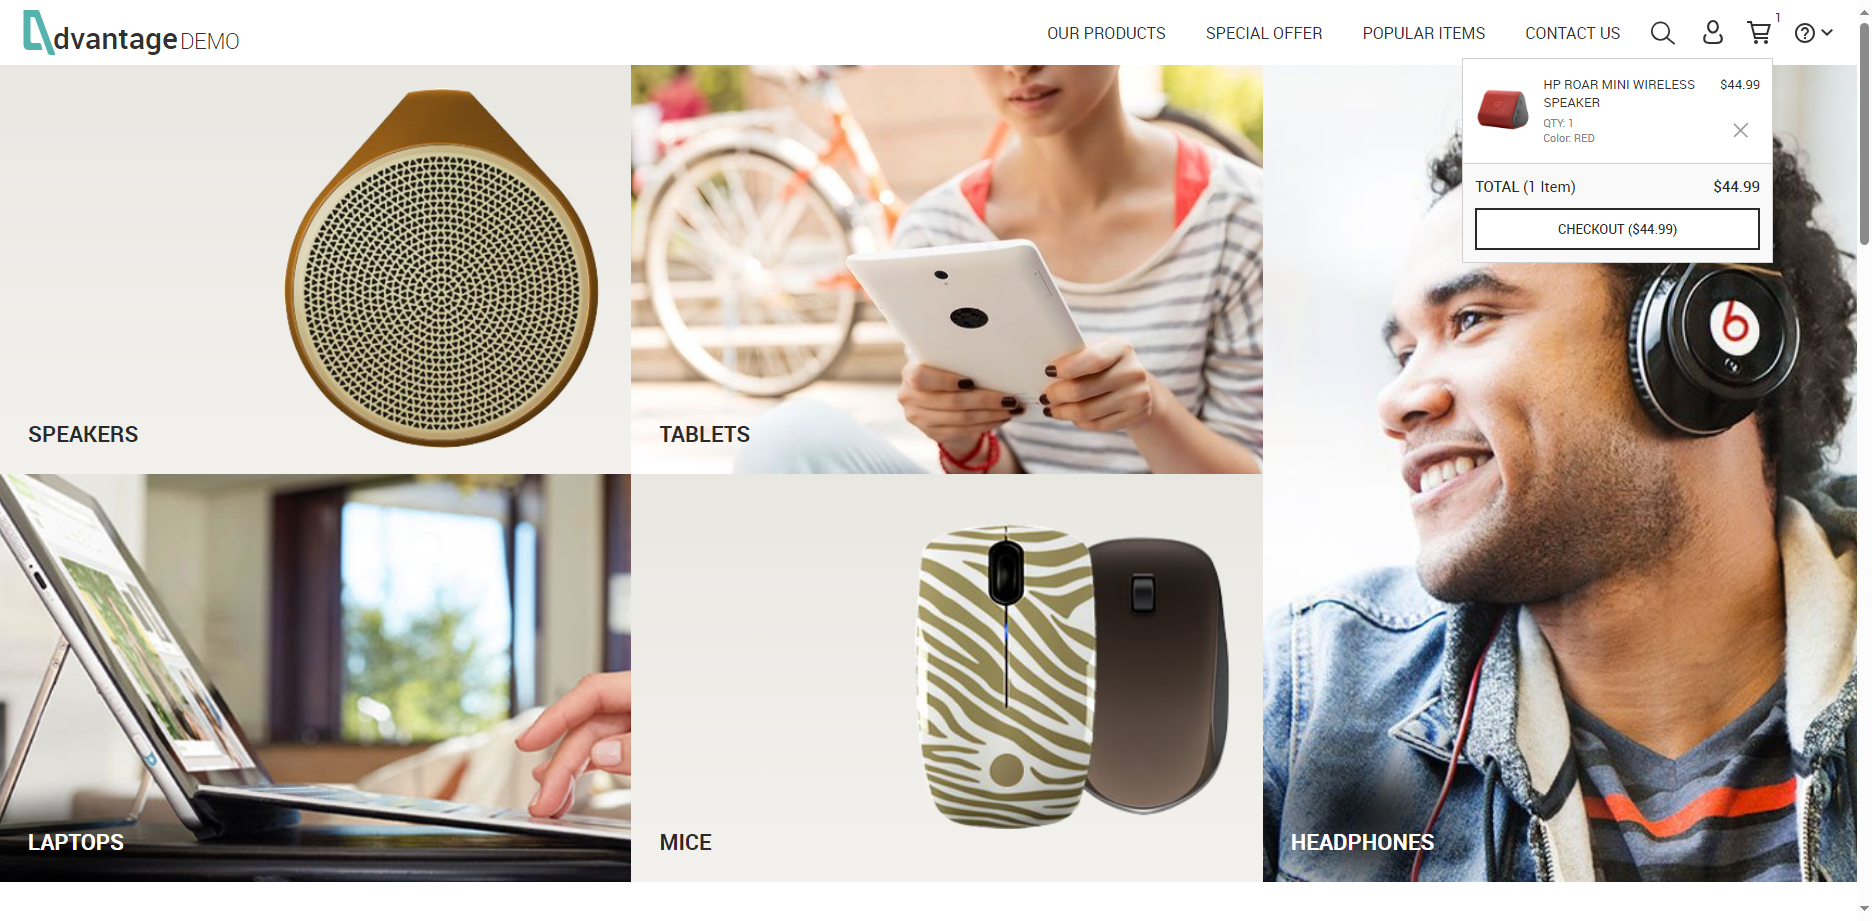 dvantage DEMO
OUR PRODUCTS
SPECIAL OFFER
POPULAR ITEMS
CONTACT US
1
HP ROAR MINI WIRELESS
SPEAKER
$44.99
QTY: 1
Color: RED
TOTAL (1 Item)
$44.99
CHECKOUT ($44.99)
SPEAKERS
TABLETS
LAPTOPS
MICE
HEADPHONES